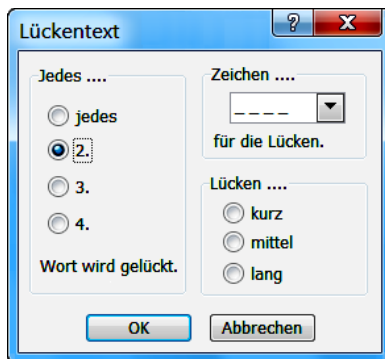 Lückentext
Jedes ....
jedes
2.
3.
4.
Wort wird gelückt.
Zeichen ....
_ _ _ _
für die Lücken.
Lücken ....
kurz
mittel
lang
OK
Abbrechen